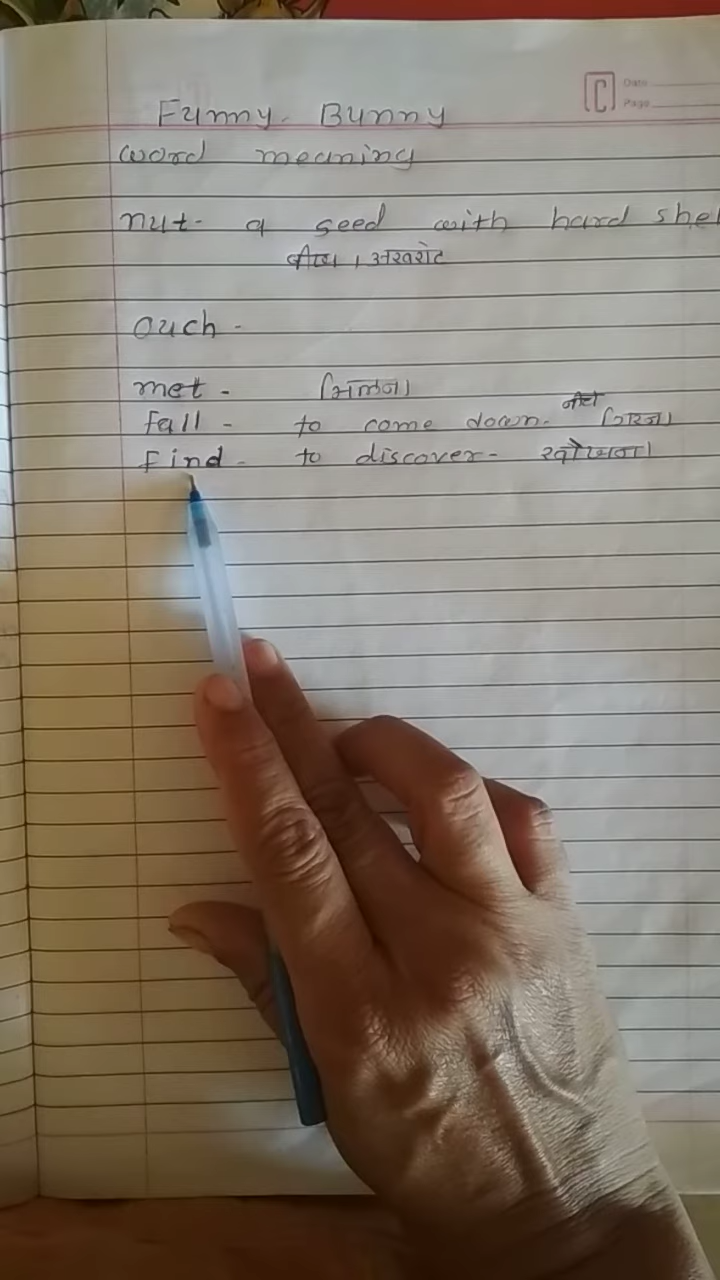 Date
Page
Funny. Bunny
word meaning
nut- a seed with hard shel
बीज, अखरोट
ouch -
met - मिलना
fall - to come down. गिरना
find - to discover- खोजना